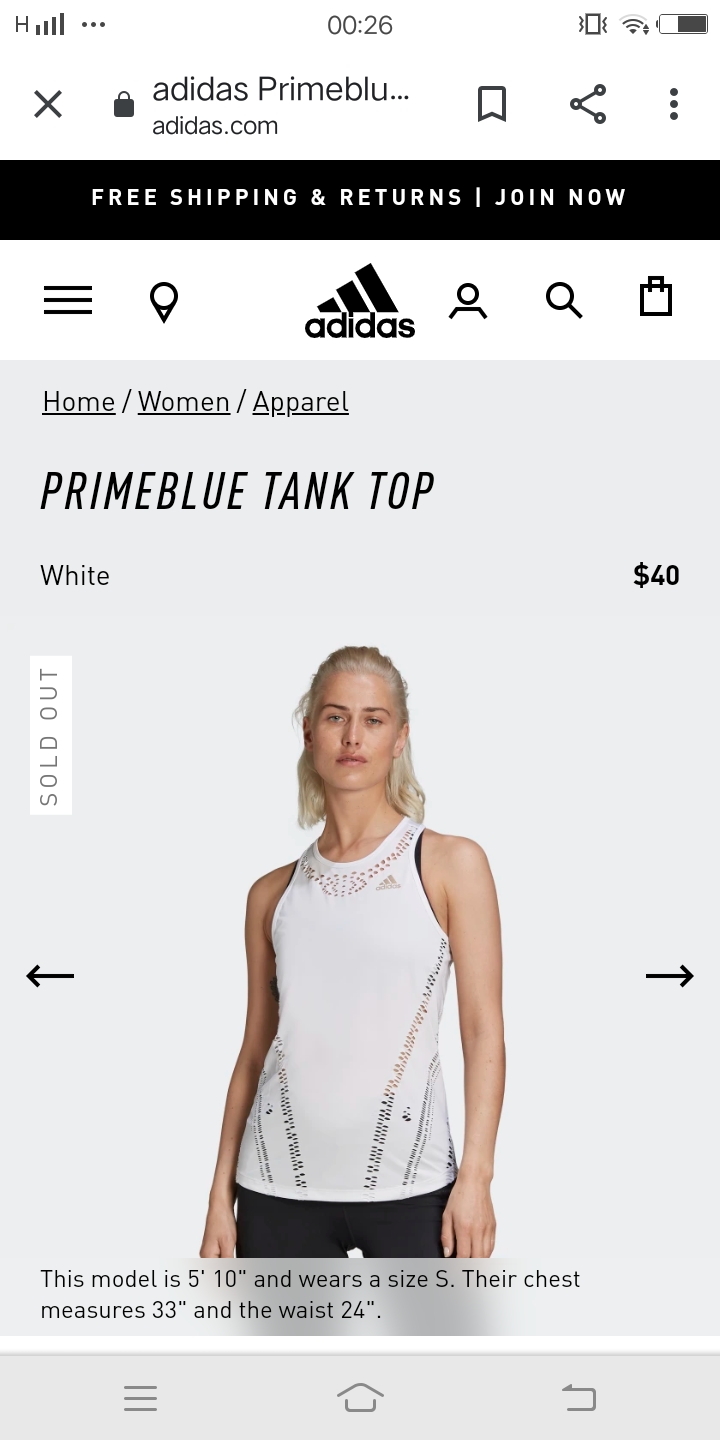 H 00:26
adidas Primeblu...
adidas.com
FREE SHIPPING & RETURNS | JOIN NOW
adidas
Home / Women / Apparel
PRIMEBLUE TANK TOP
White $40
SOLD OUT
adidas
This model is 5' 10" and wears a size S. Their chest
measures 33" and the waist 24".